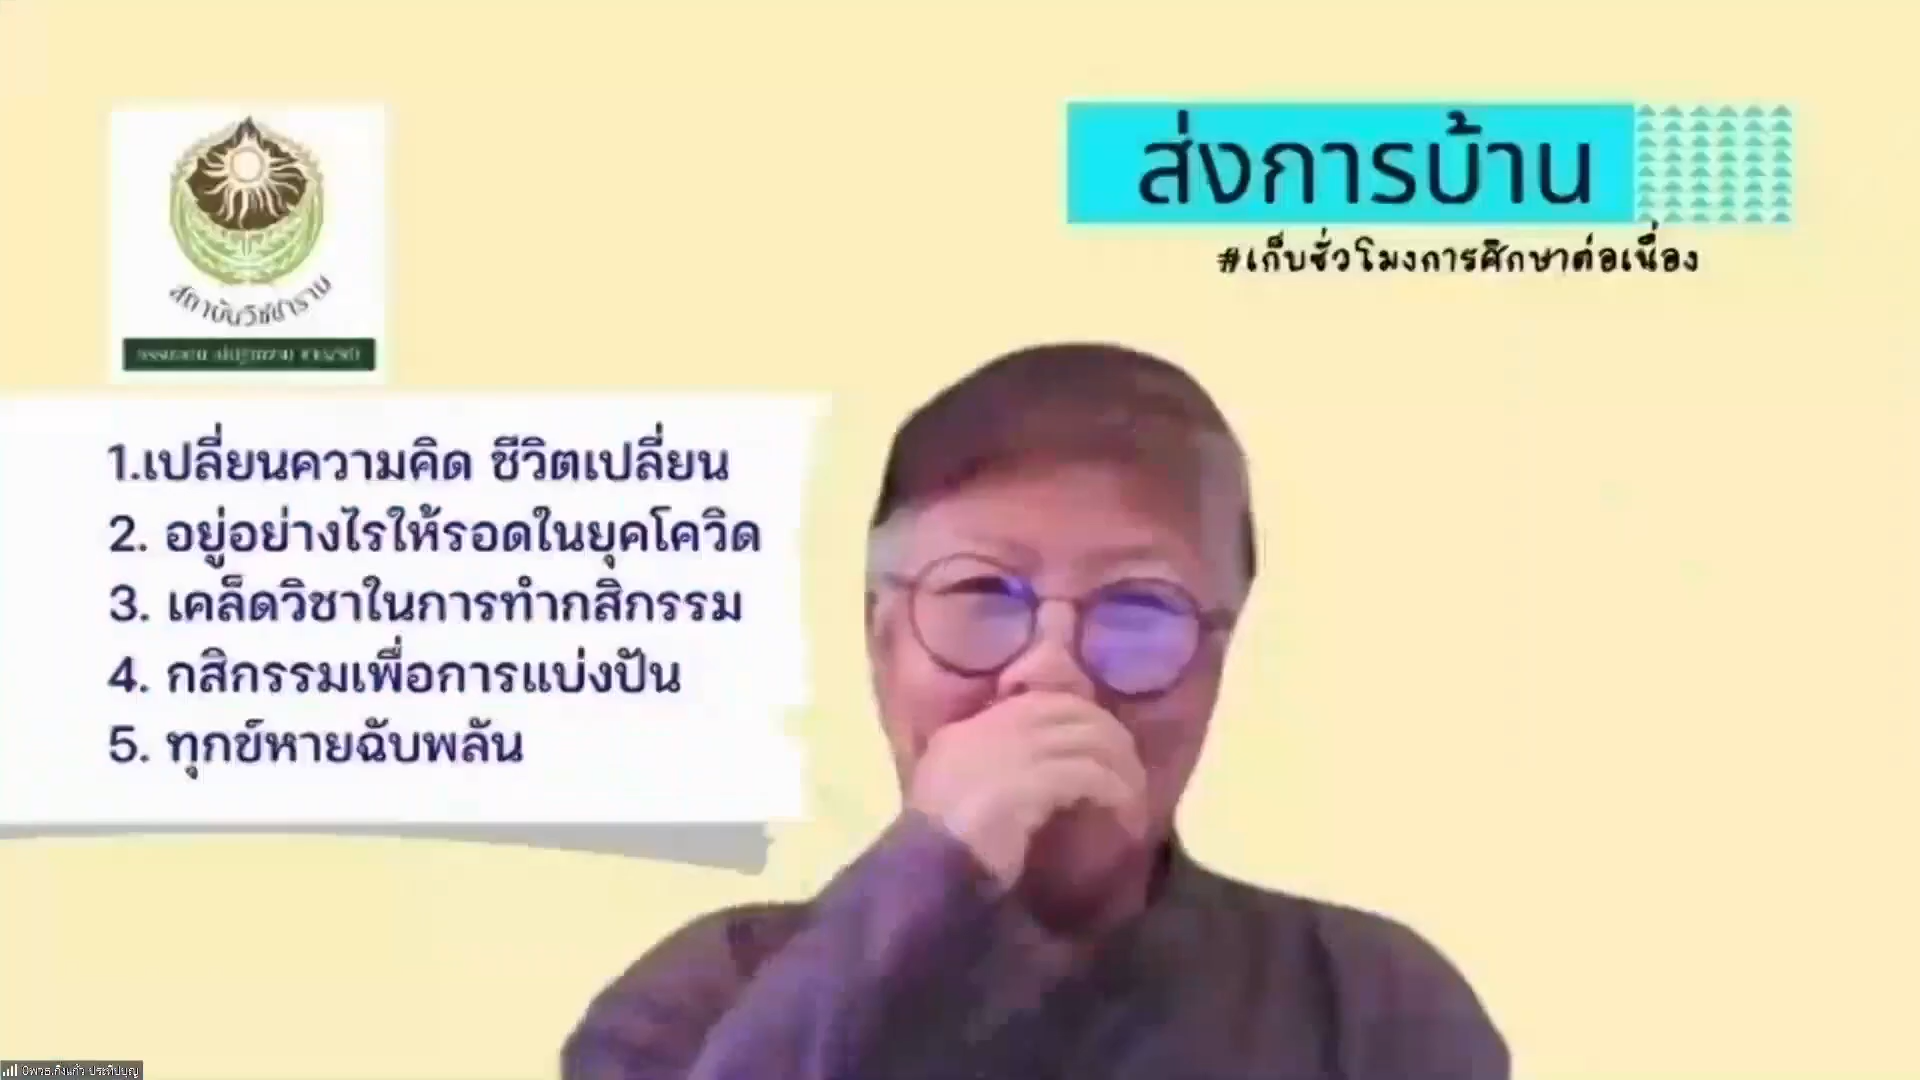 สถาบันวิชชาราม
ส่งการบ้าน
#เก็บชั่วโมงการศึกษาต่อเนื่อง
1.เปลี่ยนความคิด ชีวิตเปลี่ยน
2. อยู่อย่างไรให้รอดในยุคโควิด
3. เคล็ดวิชาในการทำกสิกรรม
4. กสิกรรมเพื่อการแบ่งปัน
5. ทุกข์หายฉับพลัน